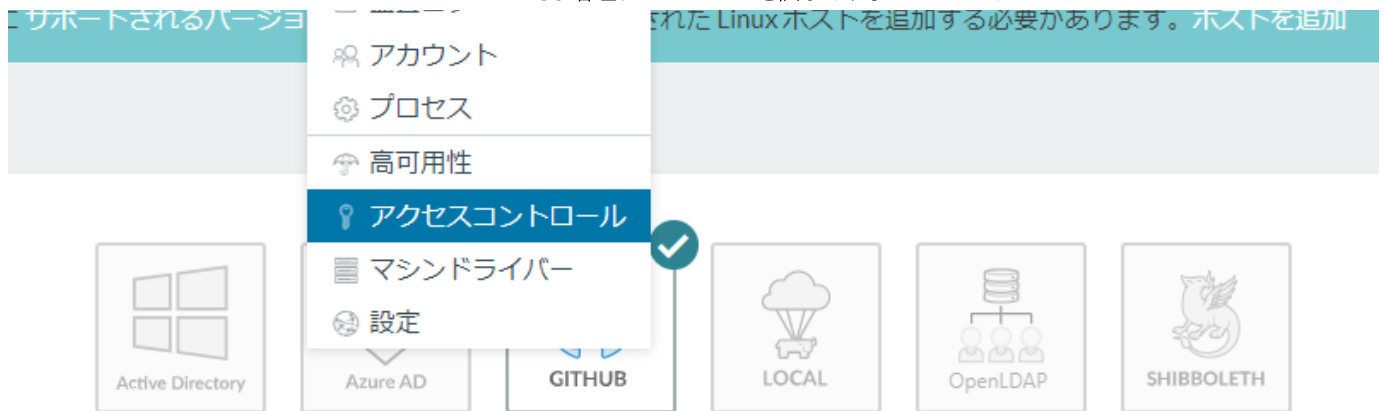 サポートされるバージョ
された Linux ホストを追加する必要があります。ホストを追加
アカウント
プロセス
高可用性
アクセスコントロール
マシンドライバー
設定
Active Directory
Azure AD
GITHUB
LOCAL
OpenLDAP
SHIBBOLETH